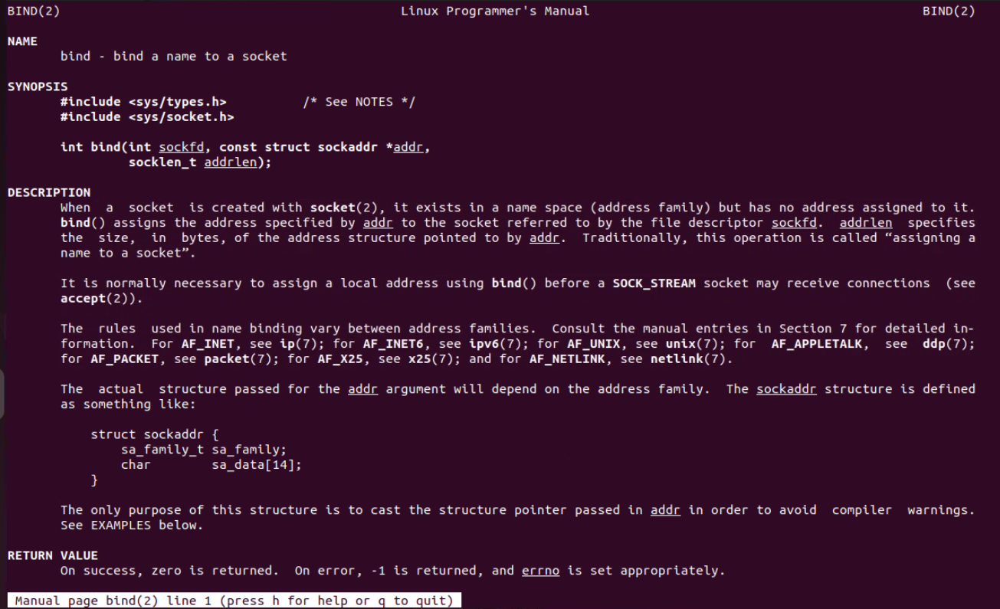 BIND(2)                                             Linux Programmer's Manual                                            BIND(2)
NAME
       bind - bind a name to a socket
SYNOPSIS
       #include <sys/types.h>          /* See NOTES */
       #include <sys/socket.h>
       int bind(int sockfd, const struct sockaddr *addr,
                socklen_t addrlen);
DESCRIPTION
       When  a  socket  is created with socket(2), it exists in a name space (address family) but has no address assigned to it.
       bind() assigns the address specified by addr to the socket referred to by the file descriptor sockfd.  addrlen  specifies
       the  size,  in  bytes, of the address structure pointed to by addr.  Traditionally, this operation is called “assigning a
       name to a socket”.
       It is normally necessary to assign a local address using bind() before a SOCK_STREAM socket may receive connections  (see
       accept(2)).
       The  rules  used in name binding vary between address families.  Consult the manual entries in Section 7 for detailed in-
       formation.  For AF_INET, see ip(7); for AF_INET6, see ipv6(7); for AF_UNIX, see unix(7); for  AF_APPLETALK,  see  ddp(7);
       for AF_PACKET, see packet(7); for AF_X25, see x25(7); and for AF_NETLINK, see netlink(7).
       The  actual  structure passed for the addr argument will depend on the address family.  The sockaddr structure is defined
       as something like:
           struct sockaddr {
               sa_family_t sa_family;
               char        sa_data[14];
           }
       The only purpose of this structure is to cast the structure pointer passed in addr in order to avoid  compiler  warnings.
       See EXAMPLES below.
RETURN VALUE
       On success, zero is returned.  On error, -1 is returned, and errno is set appropriately.
 Manual page bind(2) line 1 (press h for help or q to quit)